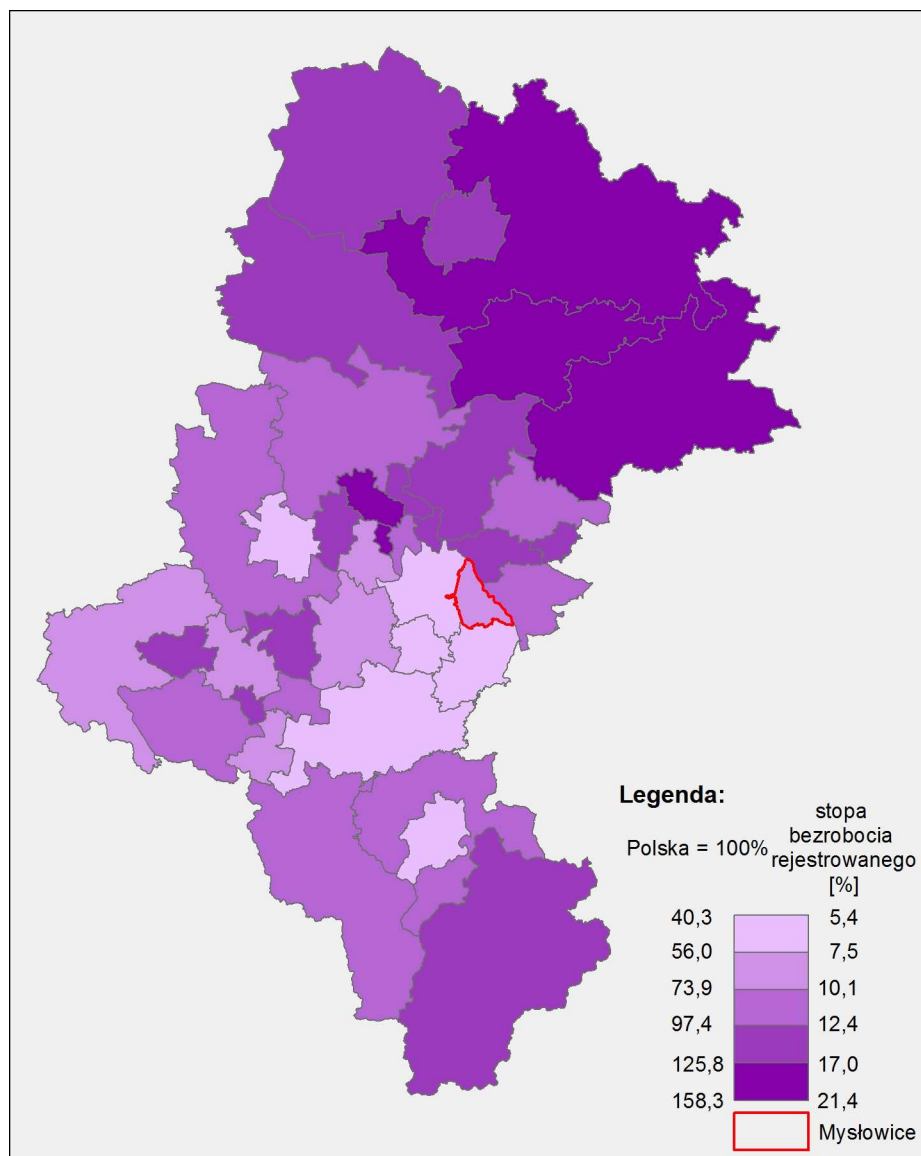 Legenda:
Polska = 100%
stopa
bezrobocia
rejestrowanego
[%]
40,3 5,4
56,0 7,5
73,9 10,1
97,4 12,4
125,8 17,0
158,3 21,4
Mysłowice